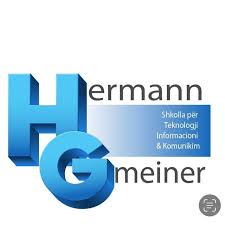 Hermann
Shkolla për
Teknologji
Informacioni
& Komunikim
Gmeiner